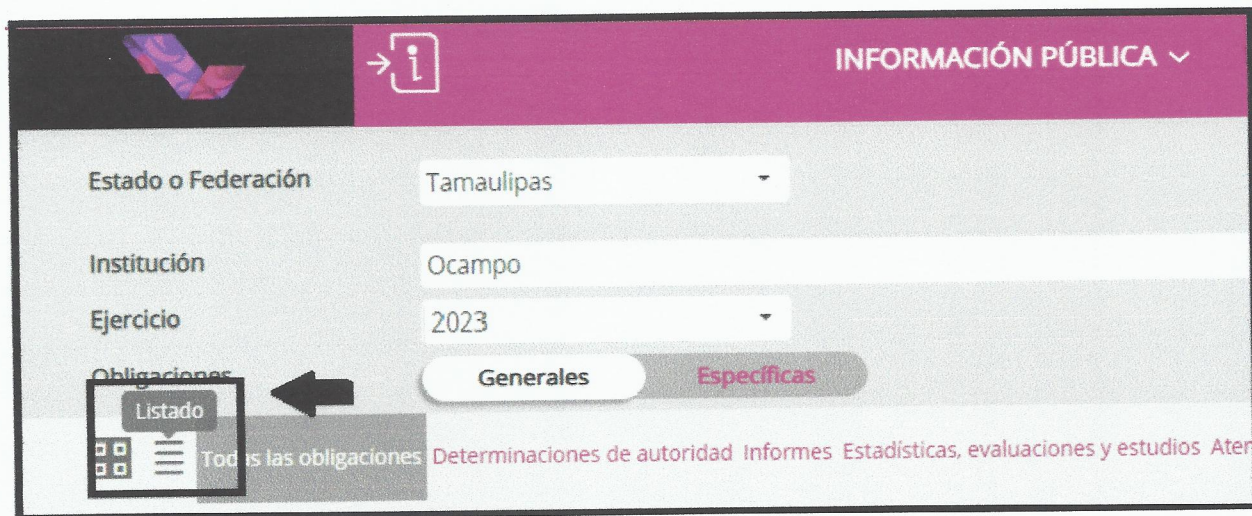 INFORMACIÓN PÚBLICA
Estado o Federación
Tamaulipas
Institución
Ocampo
Ejercicio
2023
Obligaciones
Generales
Específicas
Listado
Todas las obligaciones Determinaciones de autoridad Informes Estadísticas, evaluaciones y estudios Aten